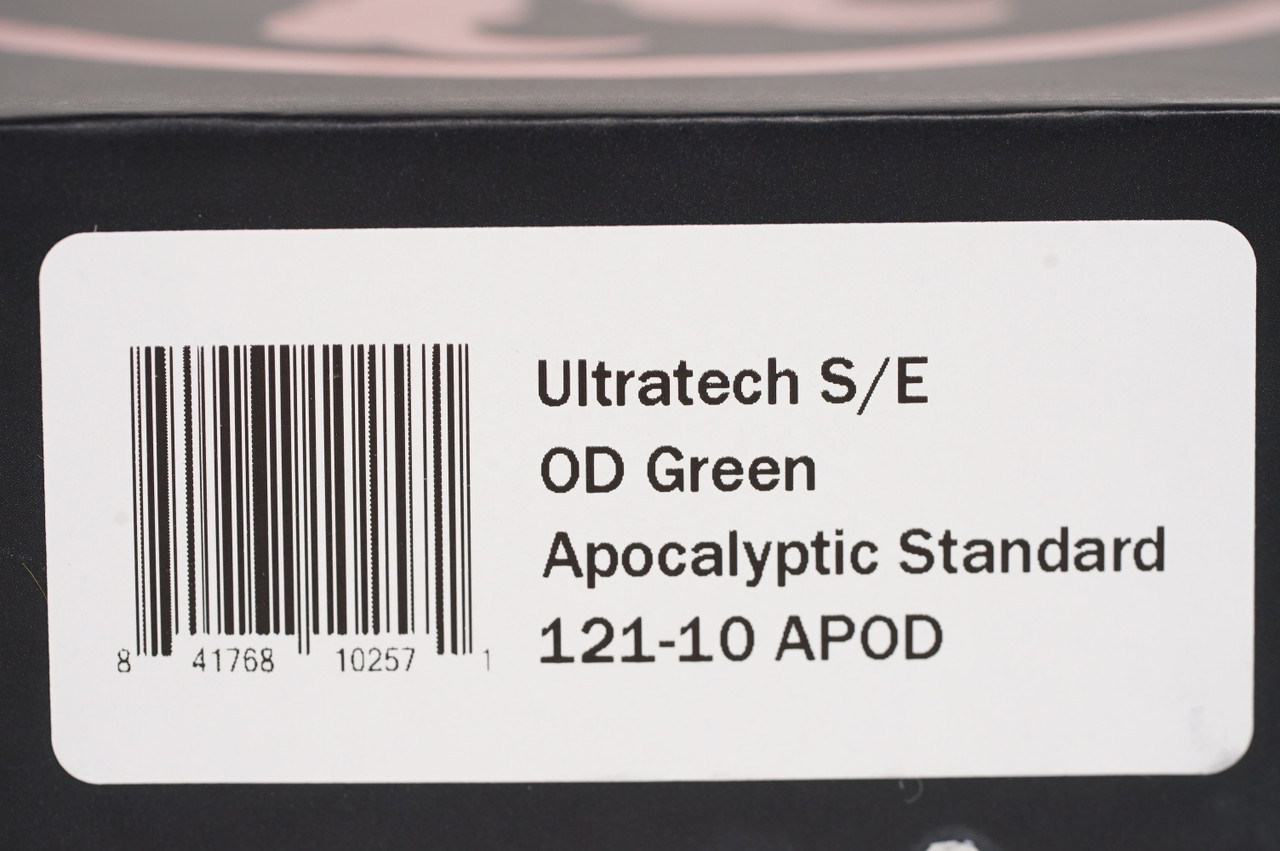 Ultratech S/E
OD Green
Apocalyptic Standard
121-10 APOD
8 41768 10257 1